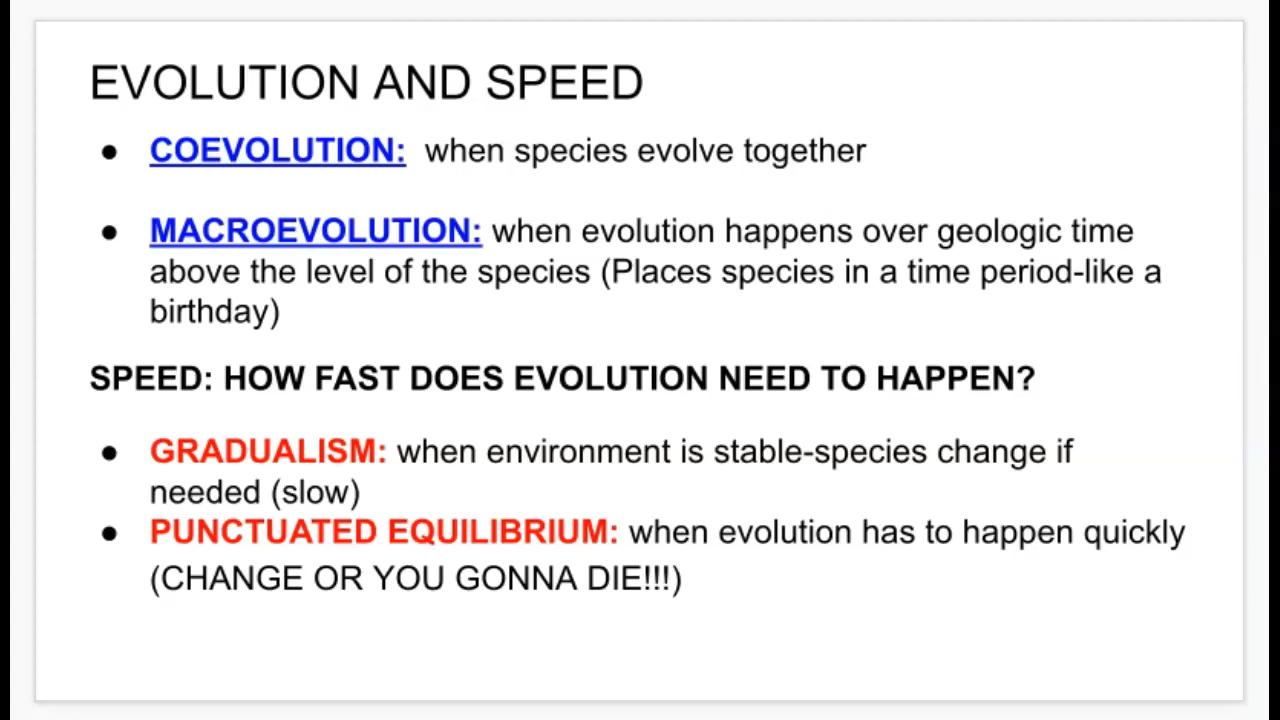 EVOLUTION AND SPEED
● COEVOLUTION: when species evolve together
● MACROEVOLUTION: when evolution happens over geologic time
above the level of the species (Places species in a time period-like a
birthday)
SPEED: HOW FAST DOES EVOLUTION NEED TO HAPPEN?
● GRADUALISM: when environment is stable-species change if
needed (slow)
● PUNCTUATED EQUILIBRIUM: when evolution has to happen quickly
(CHANGE OR YOU GONNA DIE!!!)